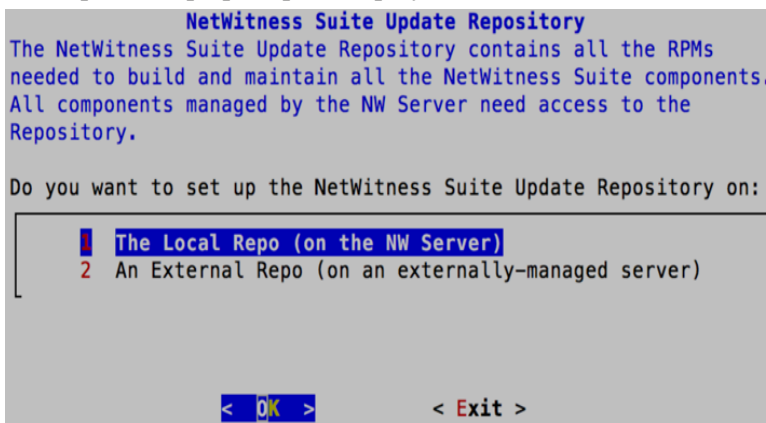 NetWitness Suite Update Repository
The NetWitness Suite Update Repository contains all the RPMs
needed to build and maintain all the NetWitness Suite components.
All components managed by the NW Server need access to the
Repository.
Do you want to set up the NetWitness Suite Update Repository on:
1 The Local Repo (on the NW Server)
2 An External Repo (on an externally-managed server)
< OK > < Exit >